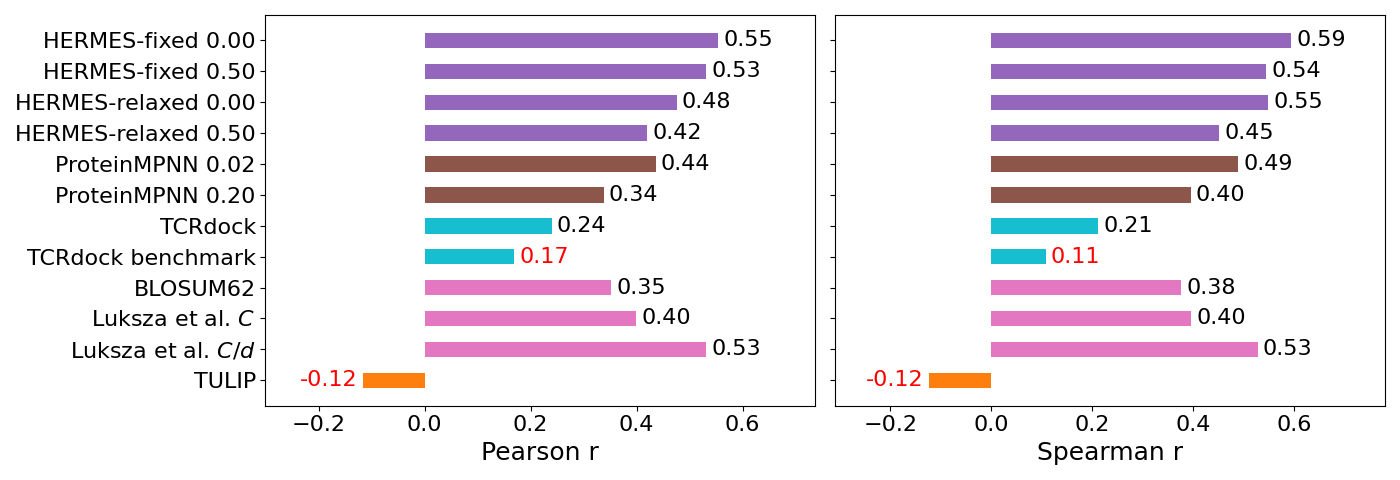 HERMES-fixed 0.00
0.55
0.59
HERMES-fixed 0.50
0.53
0.54
HERMES-relaxed 0.00
0.48
0.55
HERMES-relaxed 0.50
0.42
0.45
ProteinMPNN 0.02
0.44
0.49
ProteinMPNN 0.20
0.34
0.40
TCRdock
0.24
0.21
TCRdock benchmark
0.17
0.11
BLOSUM62
0.35
0.38
Luksza et al. C
0.40
0.40
Luksza et al. C/d
0.53
0.53
TULIP
-0.12
-0.12
−0.2 0.0 0.2 0.4 0.6
−0.2 0.0 0.2 0.4 0.6
Pearson r
Spearman r